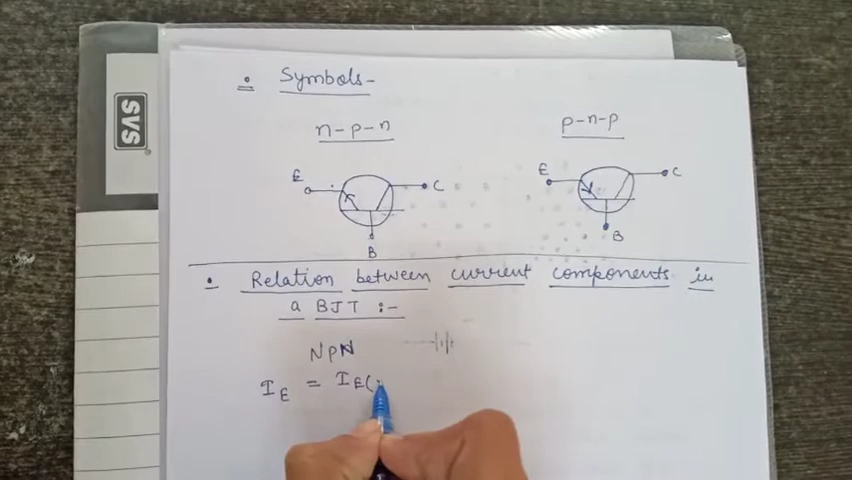 Symbols-
n-p-n
p-n-p
E
C
B
E
C
B
Relation between current components in
a BJT :-
NPN
I_E = I_E(
SVS